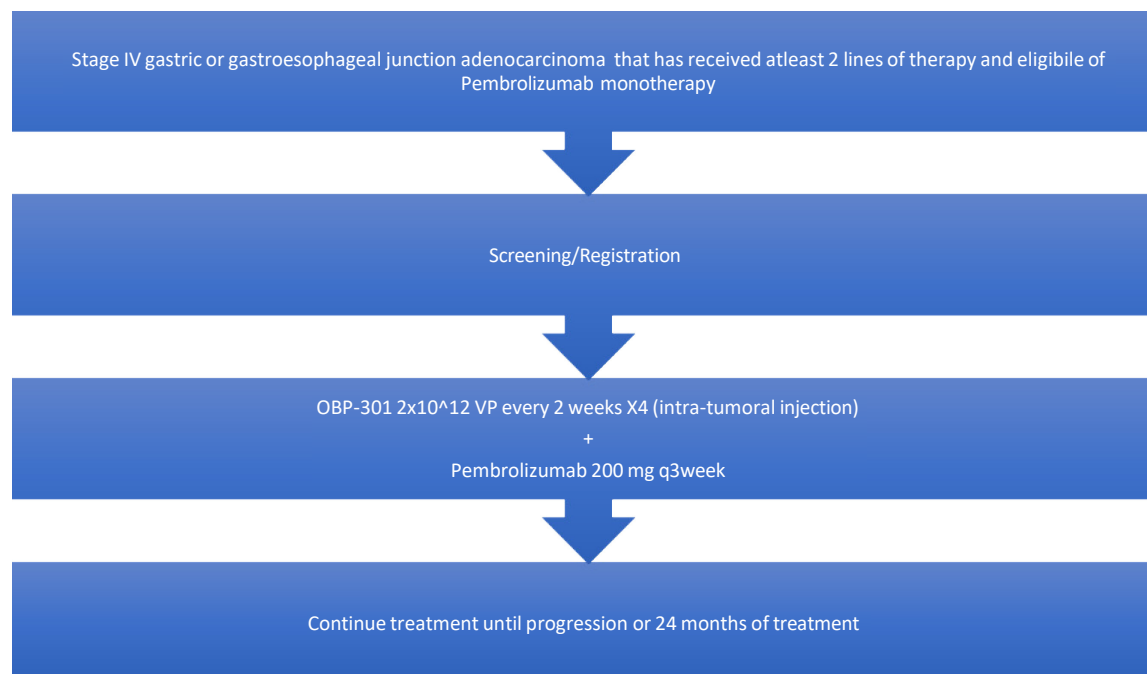 Stage IV gastric or gastroesophageal junction adenocarcinoma that has received atleast 2 lines of therapy and eligibile of
Pembrolizumab monotherapy
Screening/Registration
OBP-301 2x10^12 VP every 2 weeks X4 (intra-tumoral injection)
+
Pembrolizumab 200 mg q3week
Continue treatment until progression or 24 months of treatment